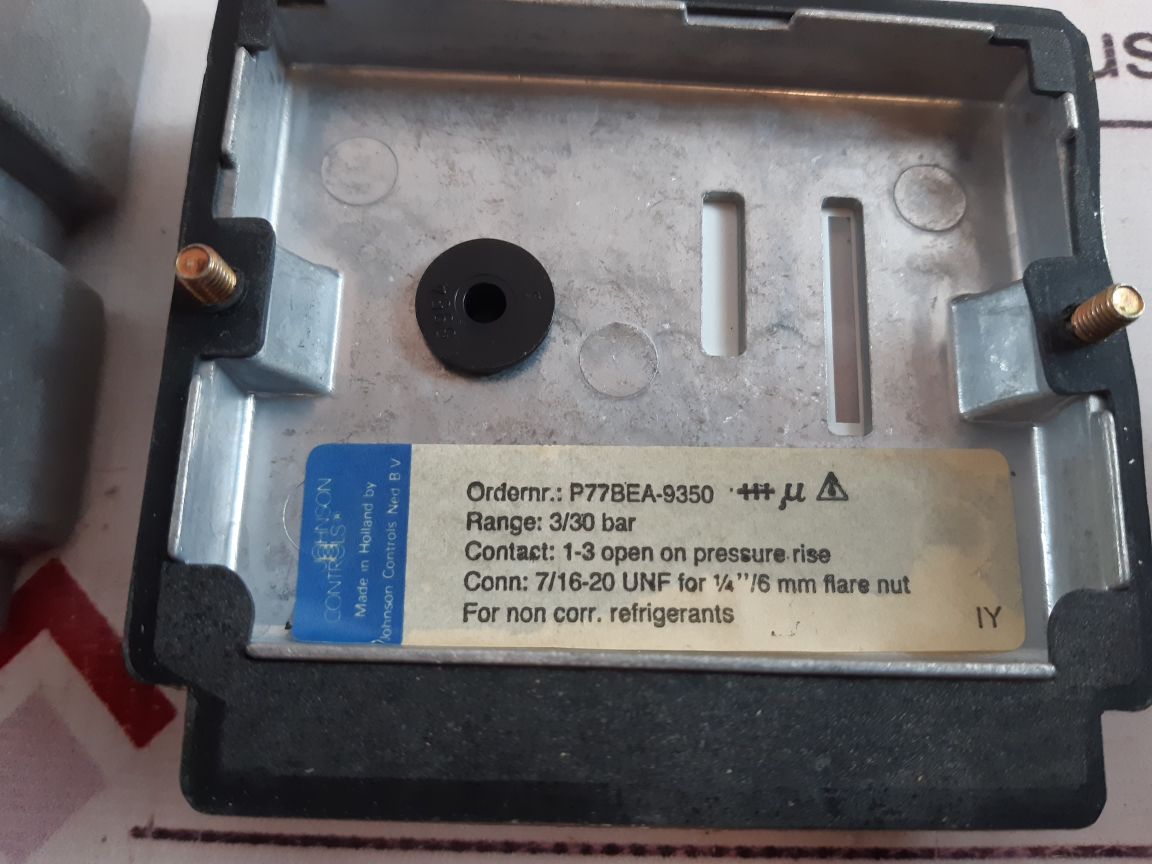 us
Ordernr.: P77BEA-9350 µ
Range: 3/30 bar
Contact: 1-3 open on pressure rise
Conn: 7/16-20 UNF for ¼"/6 mm flare nut
For non corr. refrigerants
IY
JOHNSON
CONTROLS
Made in Holland by
Johnson Controls Ned B V